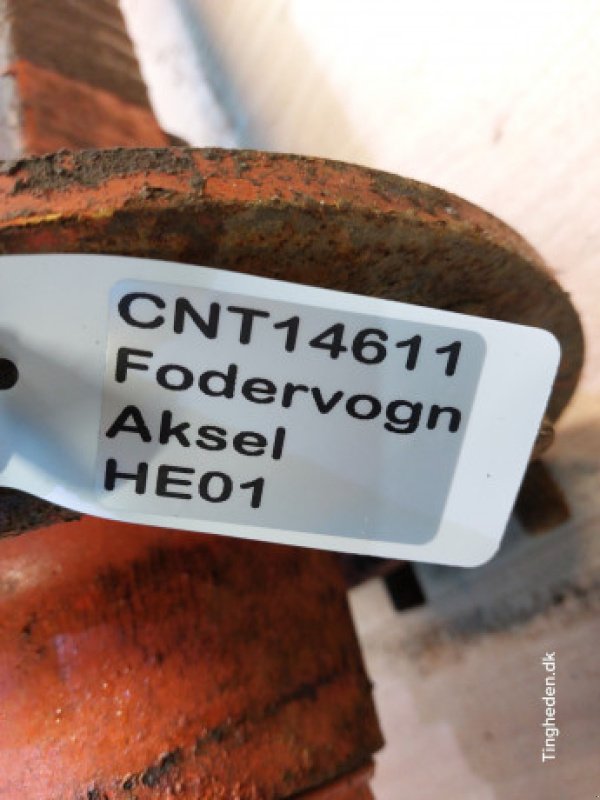 CNT14611
Fodervogn
Aksel
HE01
Tingheden.dk